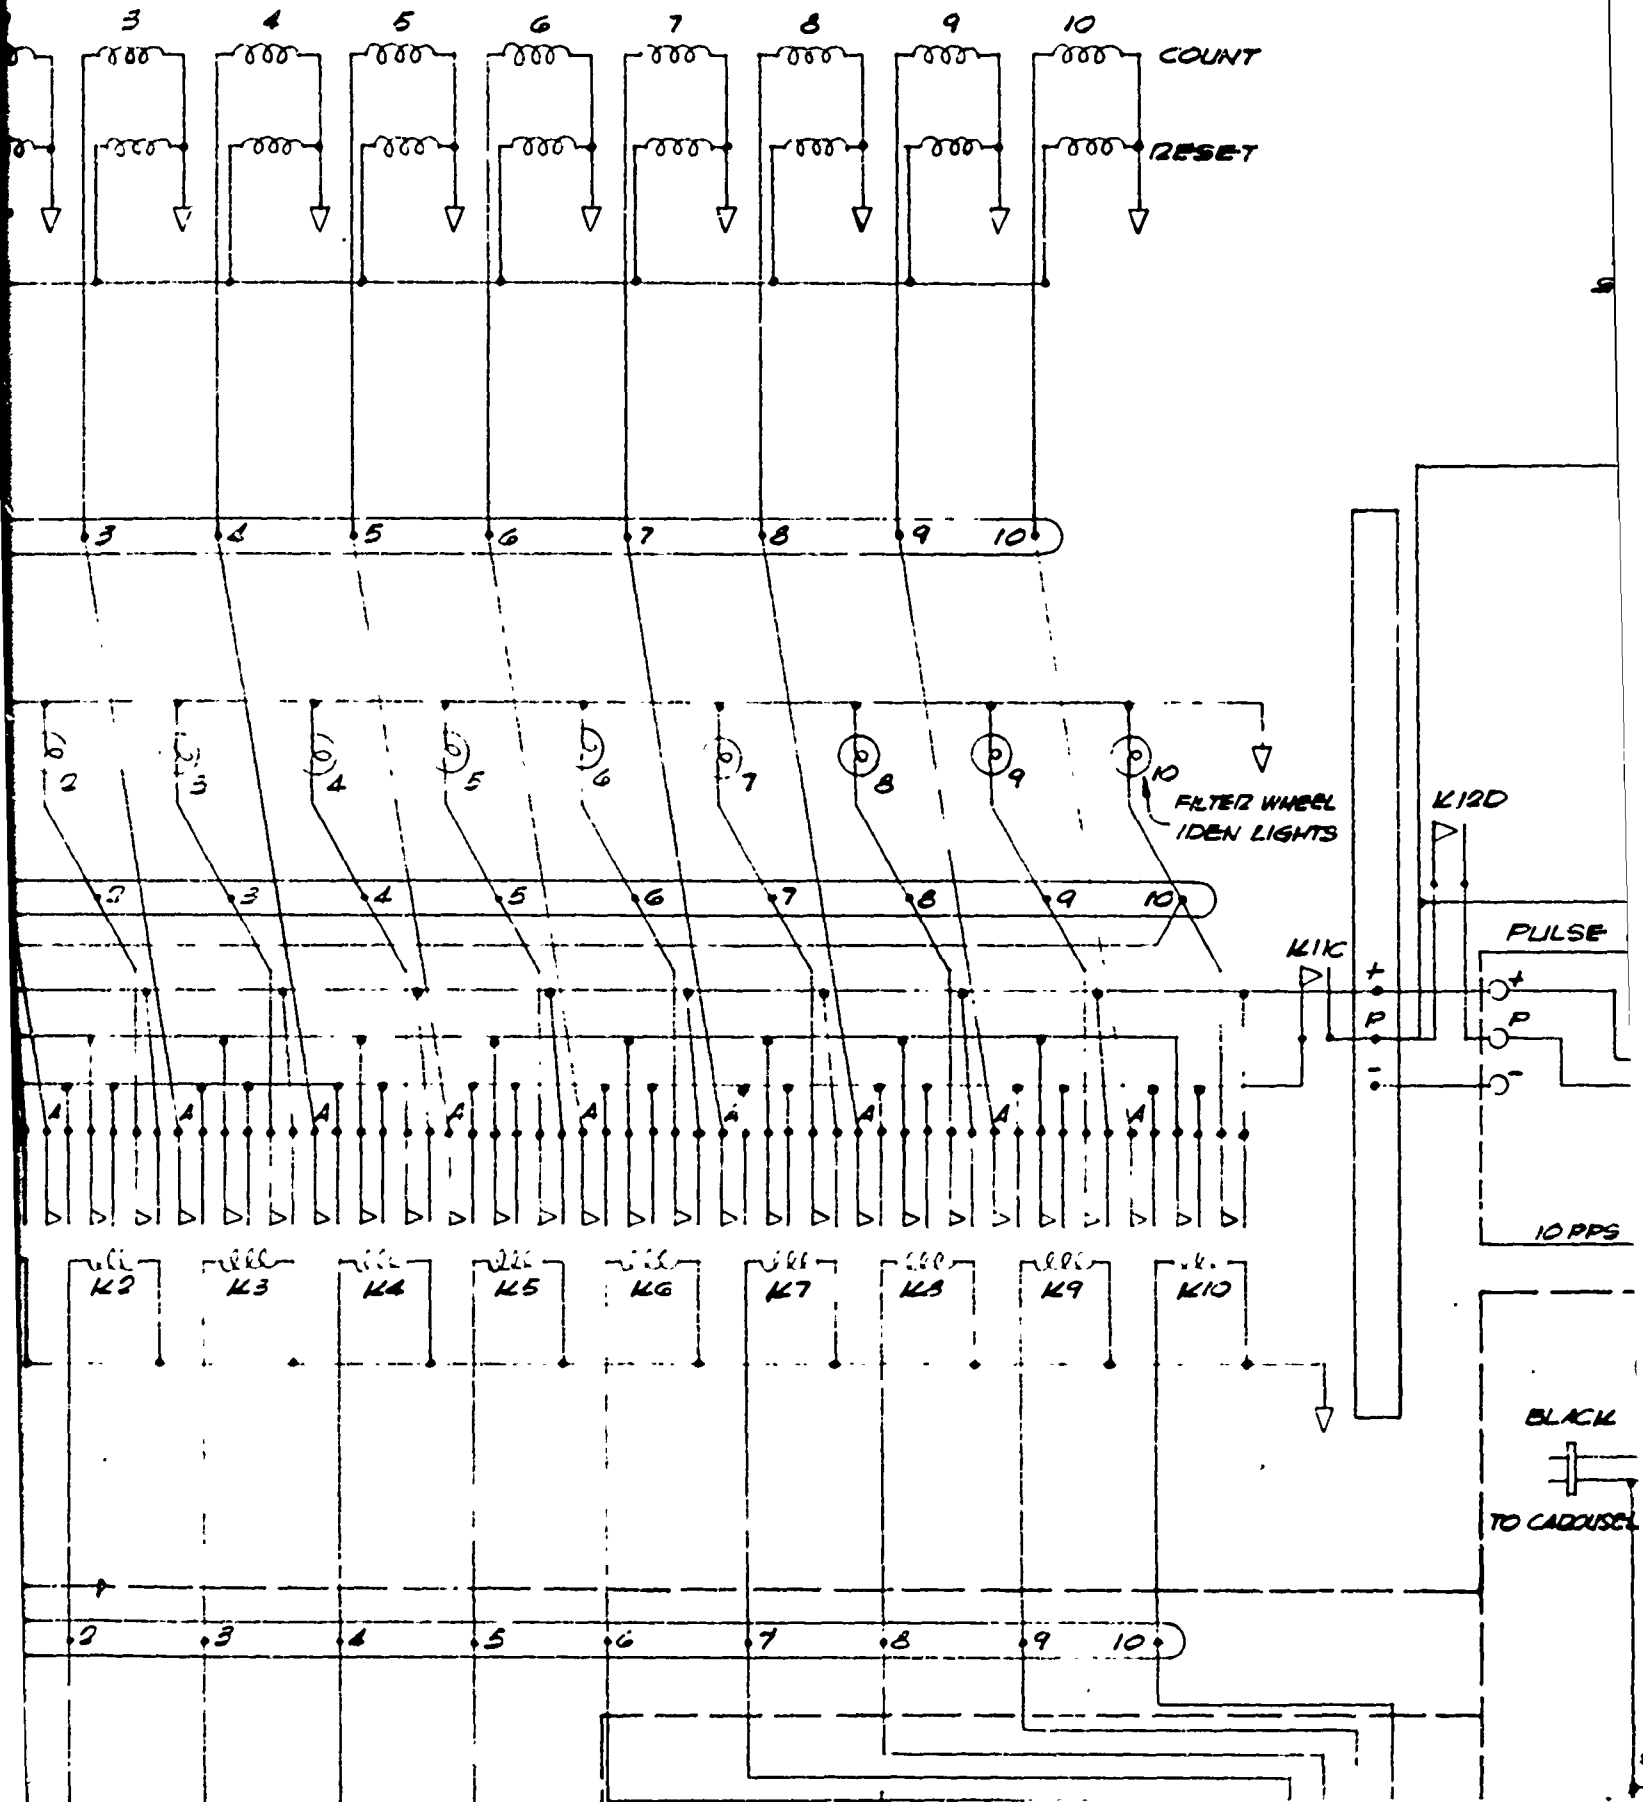 3 4 5 6 7 8 9 10
COUNT
RESET
3 4 5 6 7 8 9 10
2 3 4 5 6 7 8 9 10
FILTER WHEEL
IDEN LIGHTS
K12D
2 3 4 5 6 7 8 9 10
PULSE
K11C
+ +
P P
- -
A A A A A A A A A
10 PPS
K2 K3 K4 K5 K6 K7 K8 K9 K10
BLACK
TO CAROUSEL
2 3 4 5 6 7 8 9 10